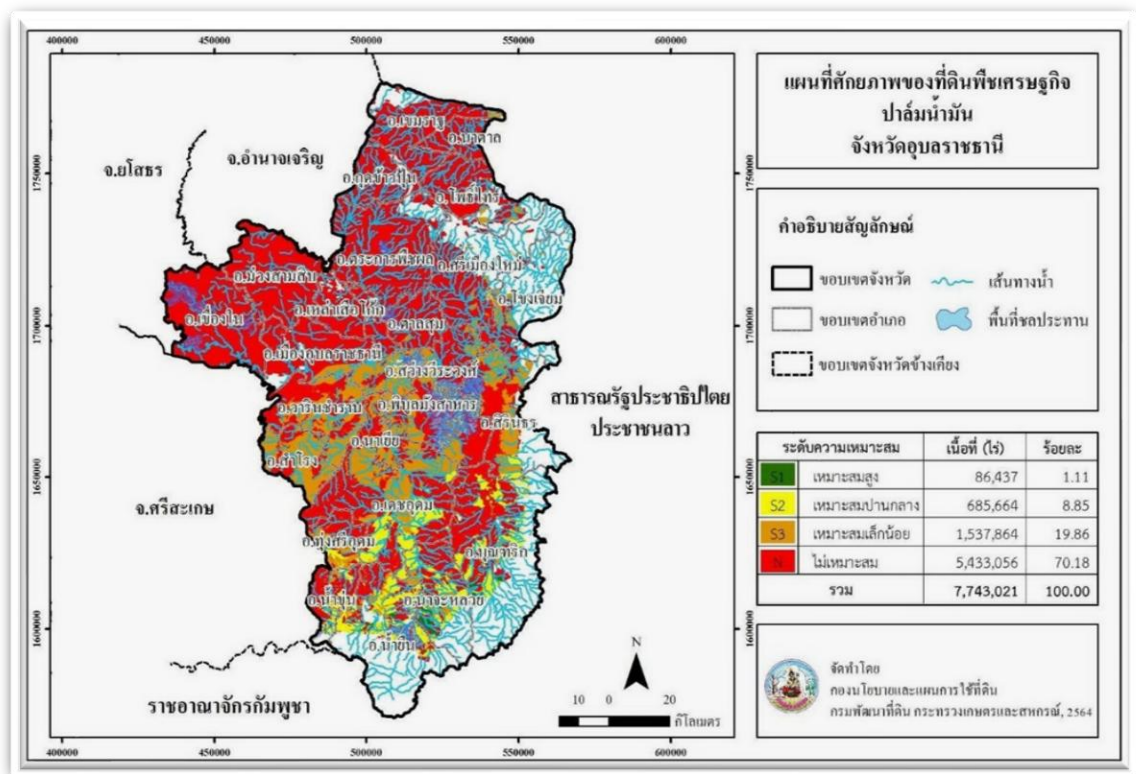 400000 450000 500000 550000 600000
แผนที่ศักยภาพของที่ดินพืชเศรษฐกิจ
ปาล์มน้ำมัน
จังหวัดอุบลราชธานี
คำอธิบายสัญลักษณ์
ขอบเขตจังหวัด เส้นทางน้ำ
ขอบเขตอำเภอ พื้นที่ชลประทาน
ขอบเขตจังหวัดข้างเคียง
ระดับความเหมาะสม เนื้อที่ (ไร่) ร้อยละ
S1 เหมาะสมสูง 86,437 1.11
S2 เหมาะสมปานกลาง 685,664 8.85
S3 เหมาะสมเล็กน้อย 1,537,864 19.86
N ไม่เหมาะสม 5,433,056 70.18
รวม 7,743,021 100.00
จัดทำโดย
กองนโยบายและแผนการใช้ที่ดิน
กรมพัฒนาที่ดิน กระทรวงเกษตรและสหกรณ์, 2564
1750000 1750000
1700000 1700000
1650000 1650000
1600000 1600000
จ.ยโสธร
จ.อำนาจเจริญ
จ.ศรีสะเกษ
สาธารณรัฐประชาธิปไตย
ประชาชนลาว
ราชอาณาจักรกัมพูชา
อ.เขมราฐ
อ.นาตาล
อ.กุดข้าวปุ้น
อ.โพธิ์ไทร
อ.ตระการพืชผล
อ.ศรีเมืองใหม่
อ.ม่วงสามสิบ
อ.โขงเจียม
อ.เหล่าเสือโก้ก
อ.เขื่องใน
อ.ตาลสุม
อ.เมืองอุบลราชธานี
อ.สว่างวีระวงศ์
อ.วารินชำราบ
อ.พิบูลมังสาหาร
อ.สิรินธร
อ.นาเยีย
อ.สำโรง
อ.เดชอุดม
อ.ทุ่งศรีอุดม
อ.บุณฑริก
อ.น้ำขุ่น
อ.นาจะหลวย
อ.น้ำยืน
N
10 0 20
กิโลเมตร
400000 450000 500000 550000 600000